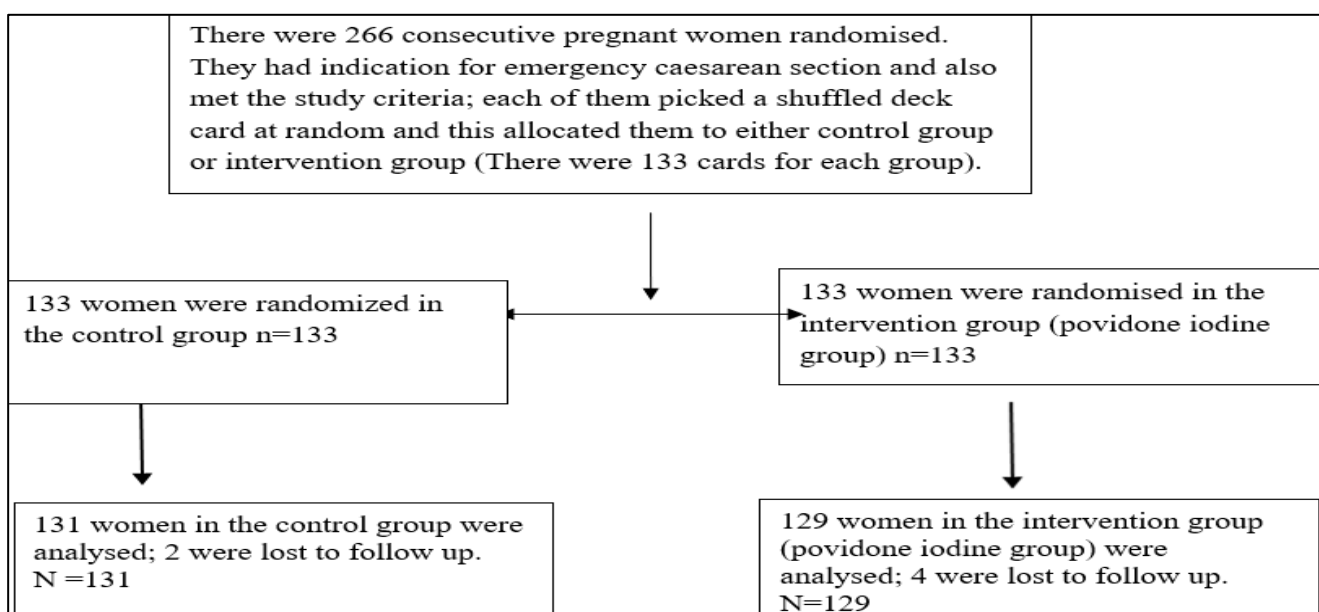 There were 266 consecutive pregnant women randomised.
They had indication for emergency caesarean section and also
met the study criteria; each of them picked a shuffled deck
card at random and this allocated them to either control group
or intervention group (There were 133 cards for each group).
133 women were randomized in
the control group n=133
133 women were randomised in the
intervention group (povidone iodine
group) n=133
131 women in the control group were
analysed; 2 were lost to follow up.
N =131
129 women in the intervention group
(povidone iodine group) were
analysed; 4 were lost to follow up.
N=129